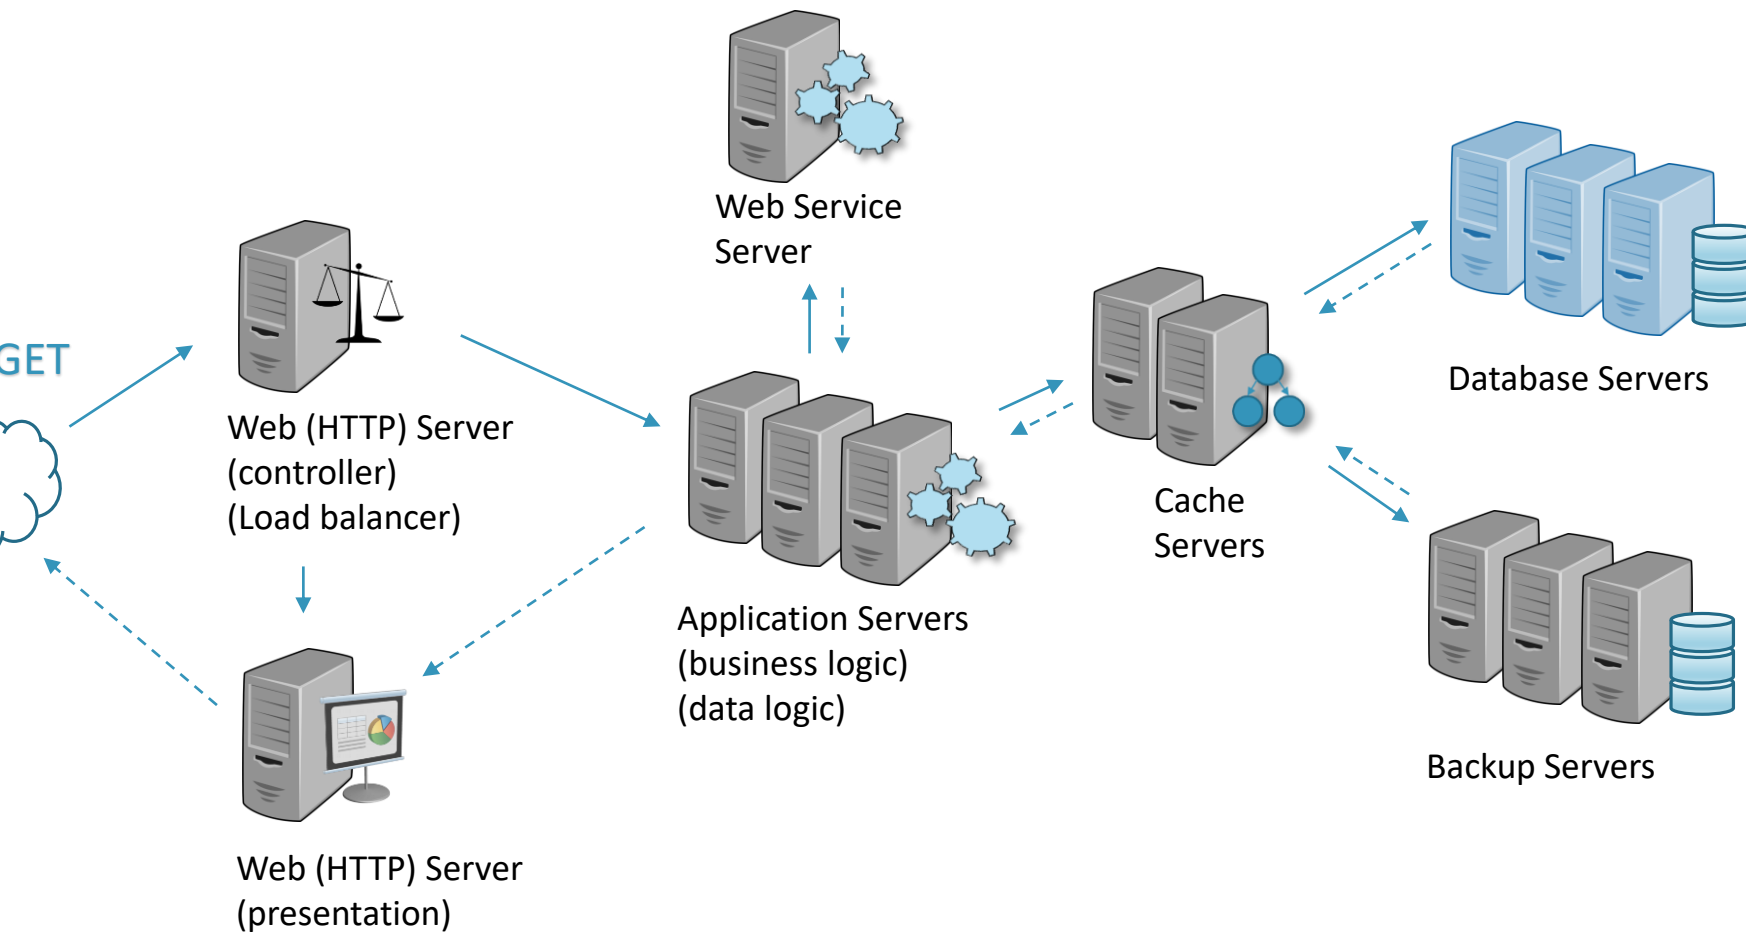 GET
Web (HTTP) Server
(controller)
(Load balancer)
Web (HTTP) Server
(presentation)
Web Service
Server
Application Servers
(business logic)
(data logic)
Cache
Servers
Database Servers
Backup Servers